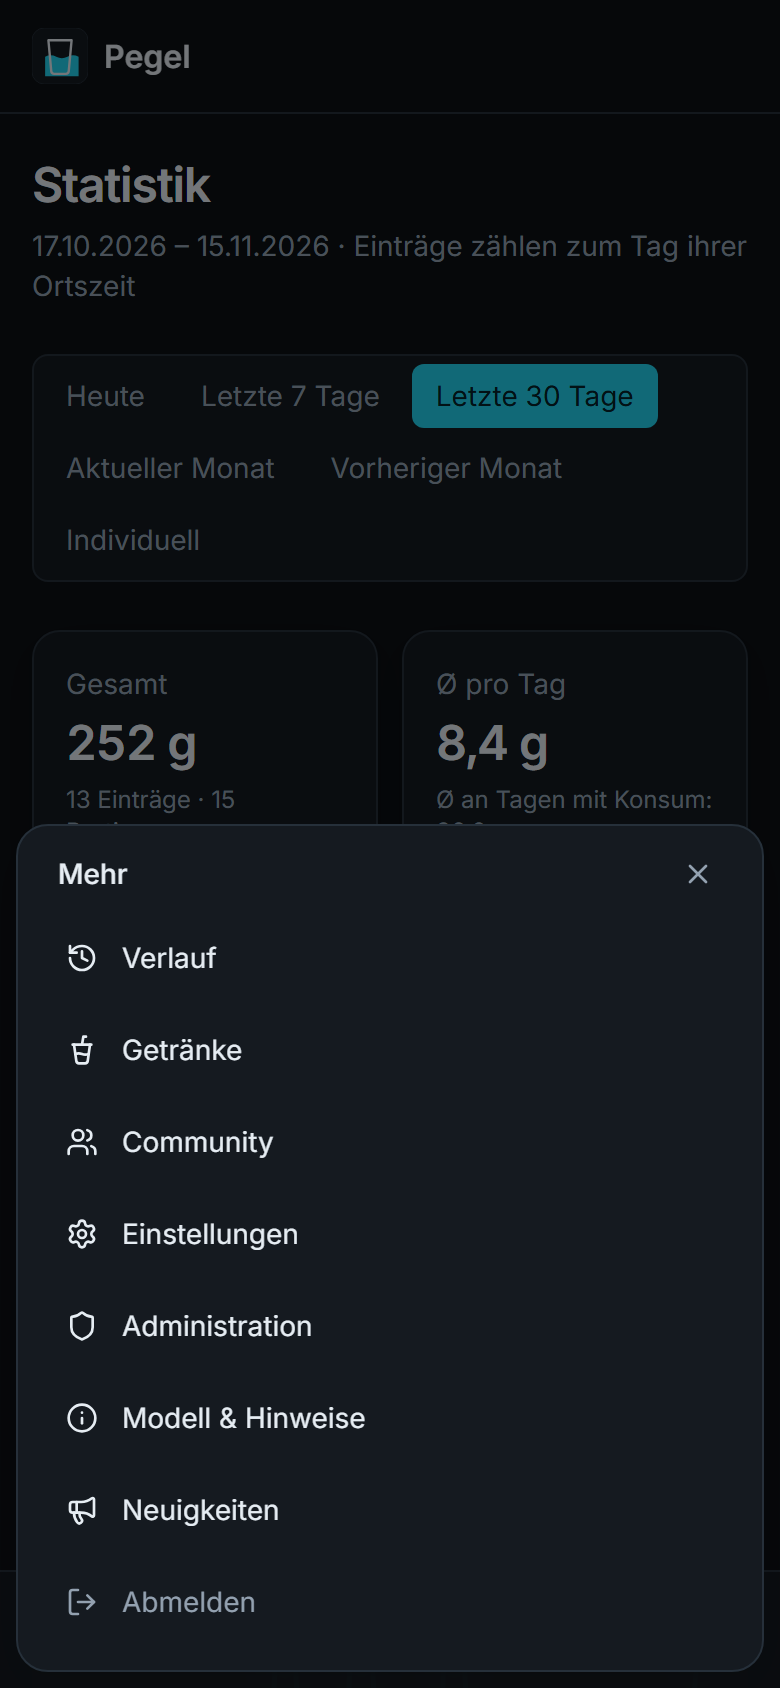 Pegel
Statistik
17.10.2026 – 15.11.2026 · Einträge zählen zum Tag ihrer
Ortszeit
Heute
Letzte 7 Tage
Letzte 30 Tage
Aktueller Monat
Vorheriger Monat
Individuell
Gesamt
252 g
13 Einträge · 15
Ø pro Tag
8,4 g
Ø an Tagen mit Konsum:
Mehr
Verlauf
Getränke
Community
Einstellungen
Administration
Modell & Hinweise
Neuigkeiten
Abmelden